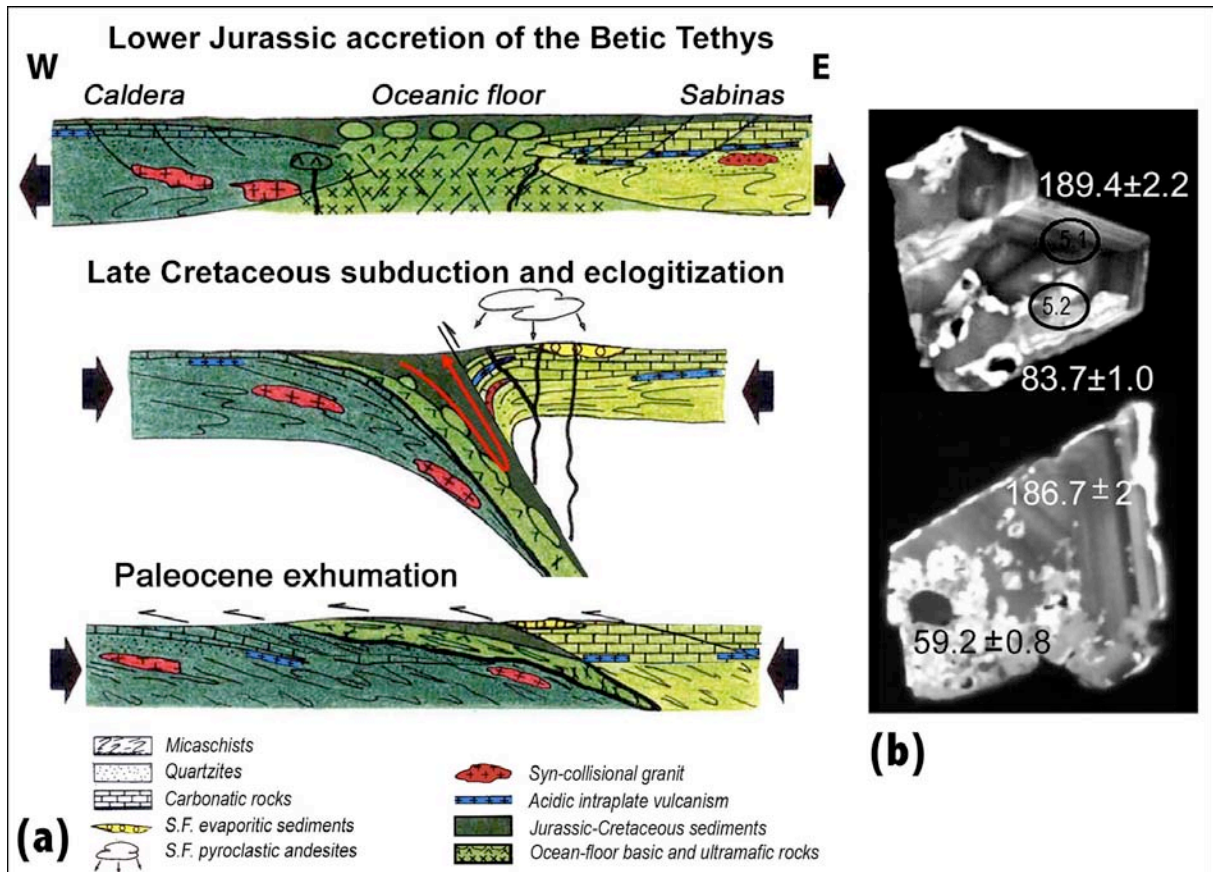 Lower Jurassic accretion of the Betic Tethys
W
E
Caldera
Oceanic floor
Sabinas
Late Cretaceous subduction and eclogitization
Paleocene exhumation
Micaschists
Quartzites
Carbonatic rocks
S.F. evaporitic sediments
S.F. pyroclastic andesites
Syn-collisional granit
Acidic intraplate vulcanism
Jurassic-Cretaceous sediments
Ocean-floor basic and ultramafic rocks
(a)
189.4±2.2
5.1
5.2
83.7±1.0
186.7±2
59.2±0.8
(b)